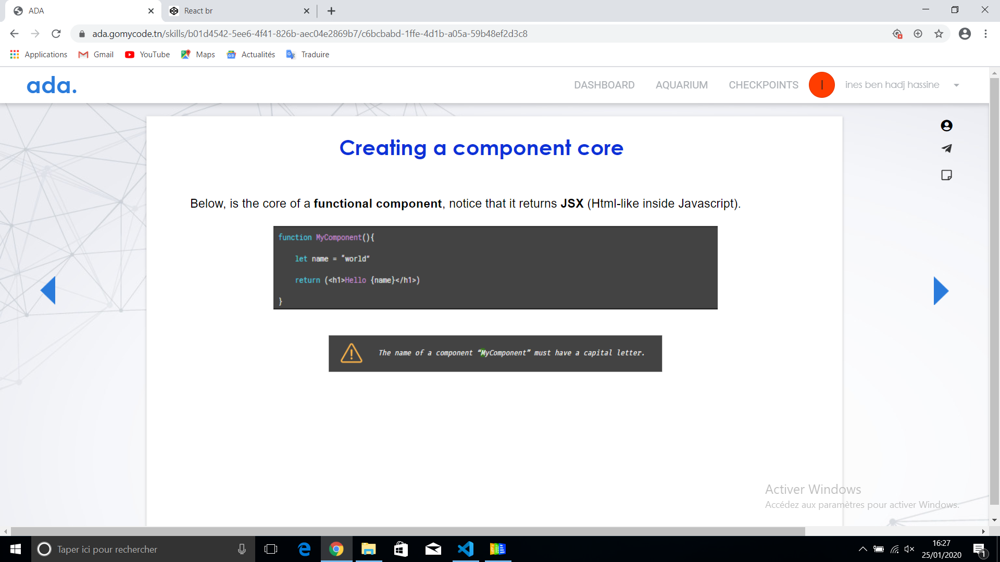 ADA
React br
ada.gomycode.tn/skills/b01d4542-5ee6-4f41-826b-aec04e2869b7/c6bcbabd-1ffe-4d1b-a05a-59b48ef2d3c8
Applications Gmail YouTube Maps Actualités Traduire
ada. DASHBOARD AQUARIUM CHECKPOINTS I ines ben hadj hassine
Creating a component core
Below, is the core of a functional component, notice that it returns JSX (Html-like inside Javascript).
function MyComponent(){
let name = "world"
return (<h1>Hello {name}</h1>)
}
The name of a component “MyComponent” must have a capital letter.
Activer Windows
Accédez aux paramètres pour activer Windows.
Taper ici pour rechercher
16:27
25/01/2020
1